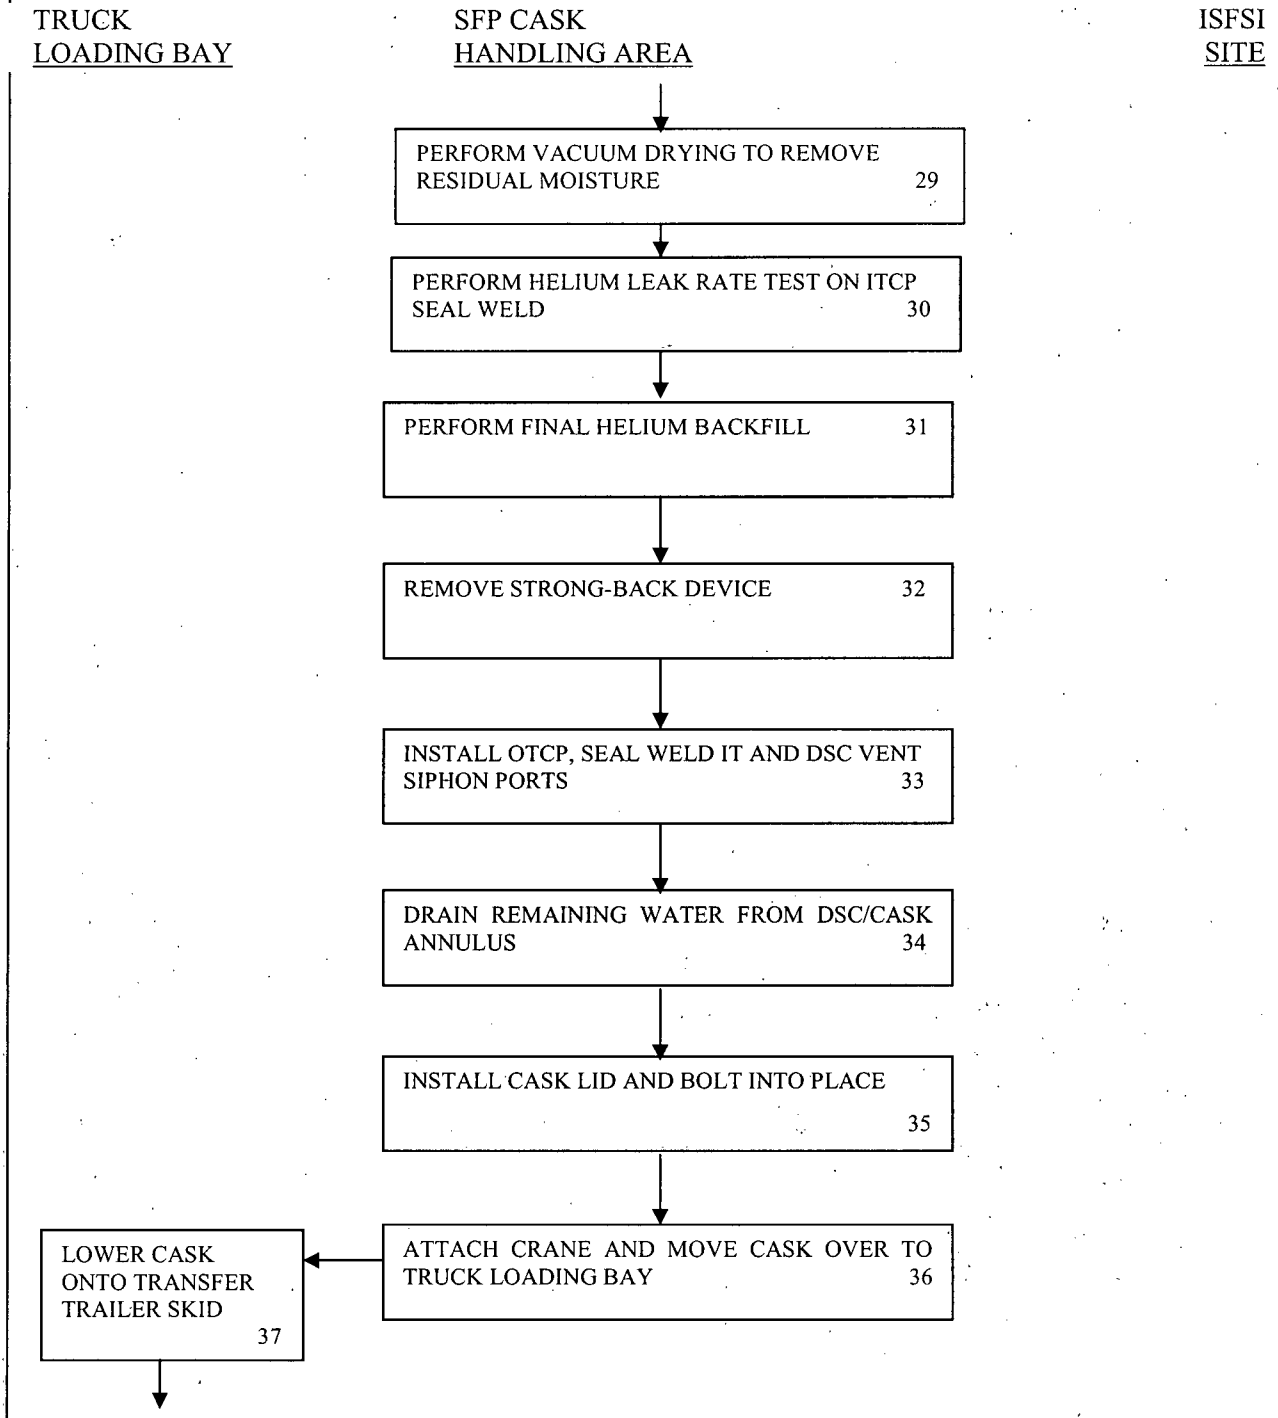 TRUCK
LOADING BAY
SFP CASK
HANDLING AREA
ISFSI
SITE
PERFORM VACUUM DRYING TO REMOVE
RESIDUAL MOISTURE 29
PERFORM HELIUM LEAK RATE TEST ON ITCP
SEAL WELD 30
PERFORM FINAL HELIUM BACKFILL 31
REMOVE STRONG-BACK DEVICE 32
INSTALL OTCP, SEAL WELD IT AND DSC VENT
SIPHON PORTS 33
DRAIN REMAINING WATER FROM DSC/CASK
ANNULUS 34
INSTALL CASK LID AND BOLT INTO PLACE
35
ATTACH CRANE AND MOVE CASK OVER TO
TRUCK LOADING BAY 36
LOWER CASK
ONTO TRANSFER
TRAILER SKID
37